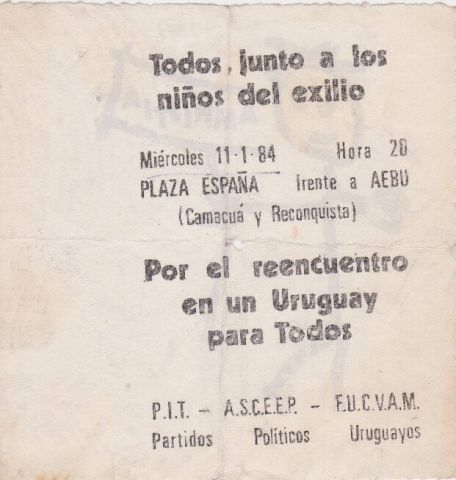 Todos, junto a los
niños del exilio
Miércoles 11-1-84 Hora 20
PLAZA ESPAÑA frente a AEBU
(Camacuá y Reconquista)
Por el reencuentro
en un Uruguay
para Todos
P.I.T. - A.S.C.E.E.P. - F.U.C.V.A.M.
Partidos Políticos Uruguayos